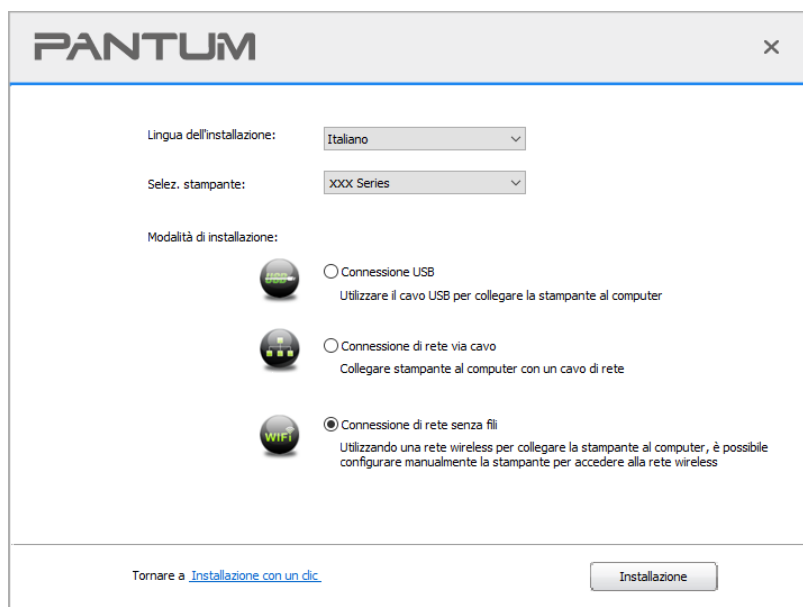 PANTUM
Lingua dell'installazione:
Italiano
Selez. stampante:
XXX Series
Modalità di installazione:
USB
Connessione USB
Utilizzare il cavo USB per collegare la stampante al computer
Connessione di rete via cavo
Collegare stampante al computer con un cavo di rete
WiFi
Connessione di rete senza fili
Utilizzando una rete wireless per collegare la stampante al computer, è possibile
configurare manualmente la stampante per accedere alla rete wireless
Tornare a Installazione con un clic
Installazione